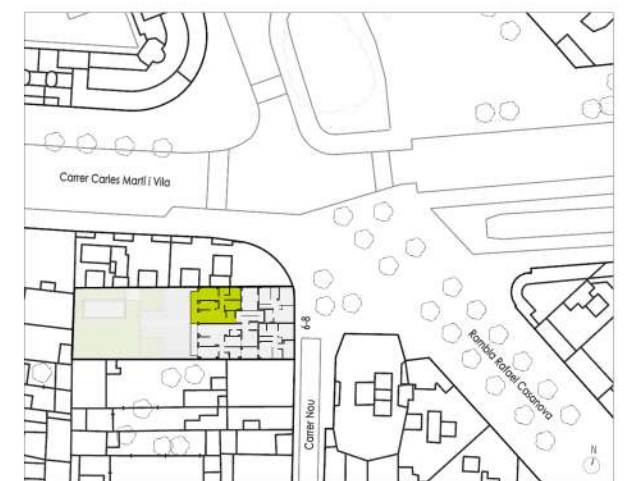 Carrer Carles Martí i Vila
6-8
Rambla Rafael Casanova
Carrer Nou
N